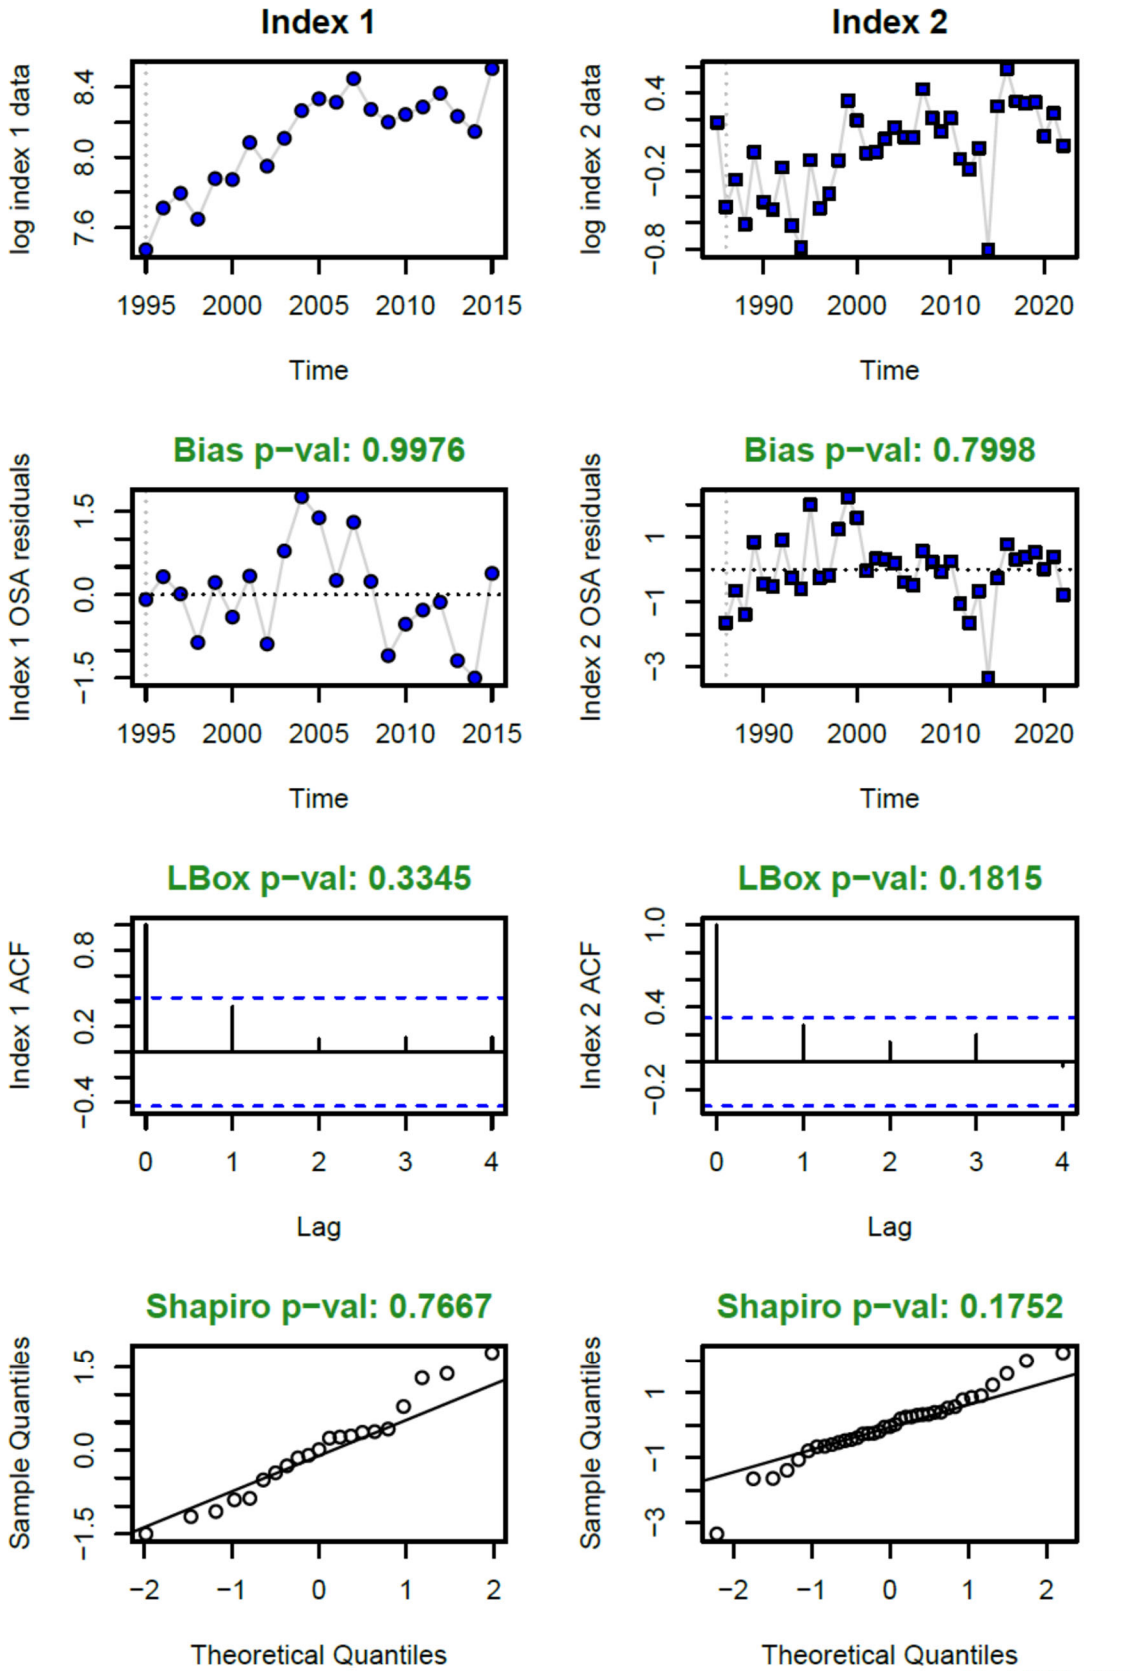 Index 1
Index 2
log index 1 data
7.6 8.0 8.4
1995 2000 2005 2010 2015
Time
log index 2 data
−0.8 −0.2 0.4
1990 2000 2010 2020
Time
Bias p−val: 0.9976
Bias p−val: 0.7998
Index 1 OSA residuals
−1.5 0.0 1.5
1995 2000 2005 2010 2015
Time
Index 2 OSA residuals
−3 −1 1
1990 2000 2010 2020
Time
LBox p−val: 0.3345
LBox p−val: 0.1815
Index 1 ACF
−0.4 0.2 0.8
0 1 2 3 4
Lag
Index 2 ACF
−0.2 0.4 1.0
0 1 2 3 4
Lag
Shapiro p−val: 0.7667
Shapiro p−val: 0.1752
Sample Quantiles
−1.5 0.0 1.5
−2 −1 0 1 2
Theoretical Quantiles
Sample Quantiles
−3 −1 1
−2 −1 0 1 2
Theoretical Quantiles